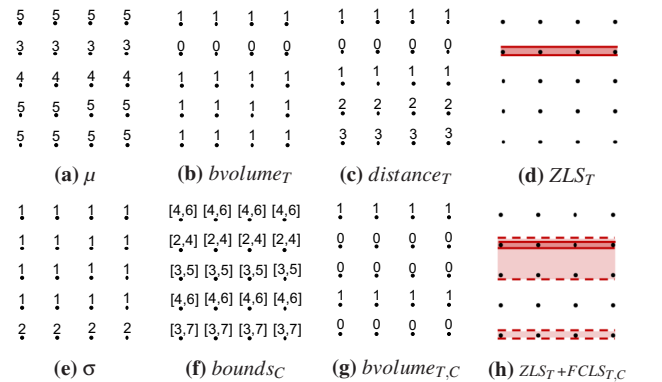 5 5 5 5
3 3 3 3
4 4 4 4
5 5 5 5
5 5 5 5
(a) μ
1 1 1 1
0 0 0 0
1 1 1 1
1 1 1 1
1 1 1 1
(b) bvolume_T
1 1 1 1
0 0 0 0
1 1 1 1
2 2 2 2
3 3 3 3
(c) distance_T
(d) ZLS_T
1 1 1 1
1 1 1 1
1 1 1 1
1 1 1 1
2 2 2 2
(e) σ
[4,6] [4,6] [4,6] [4,6]
[2,4] [2,4] [2,4] [2,4]
[3,5] [3,5] [3,5] [3,5]
[4,6] [4,6] [4,6] [4,6]
[3,7] [3,7] [3,7] [3,7]
(f) bounds_C
1 1 1 1
0 0 0 0
0 0 0 0
1 1 1 1
0 0 0 0
(g) bvolume_T,C
(h) ZLS_T+FCLS_T,C